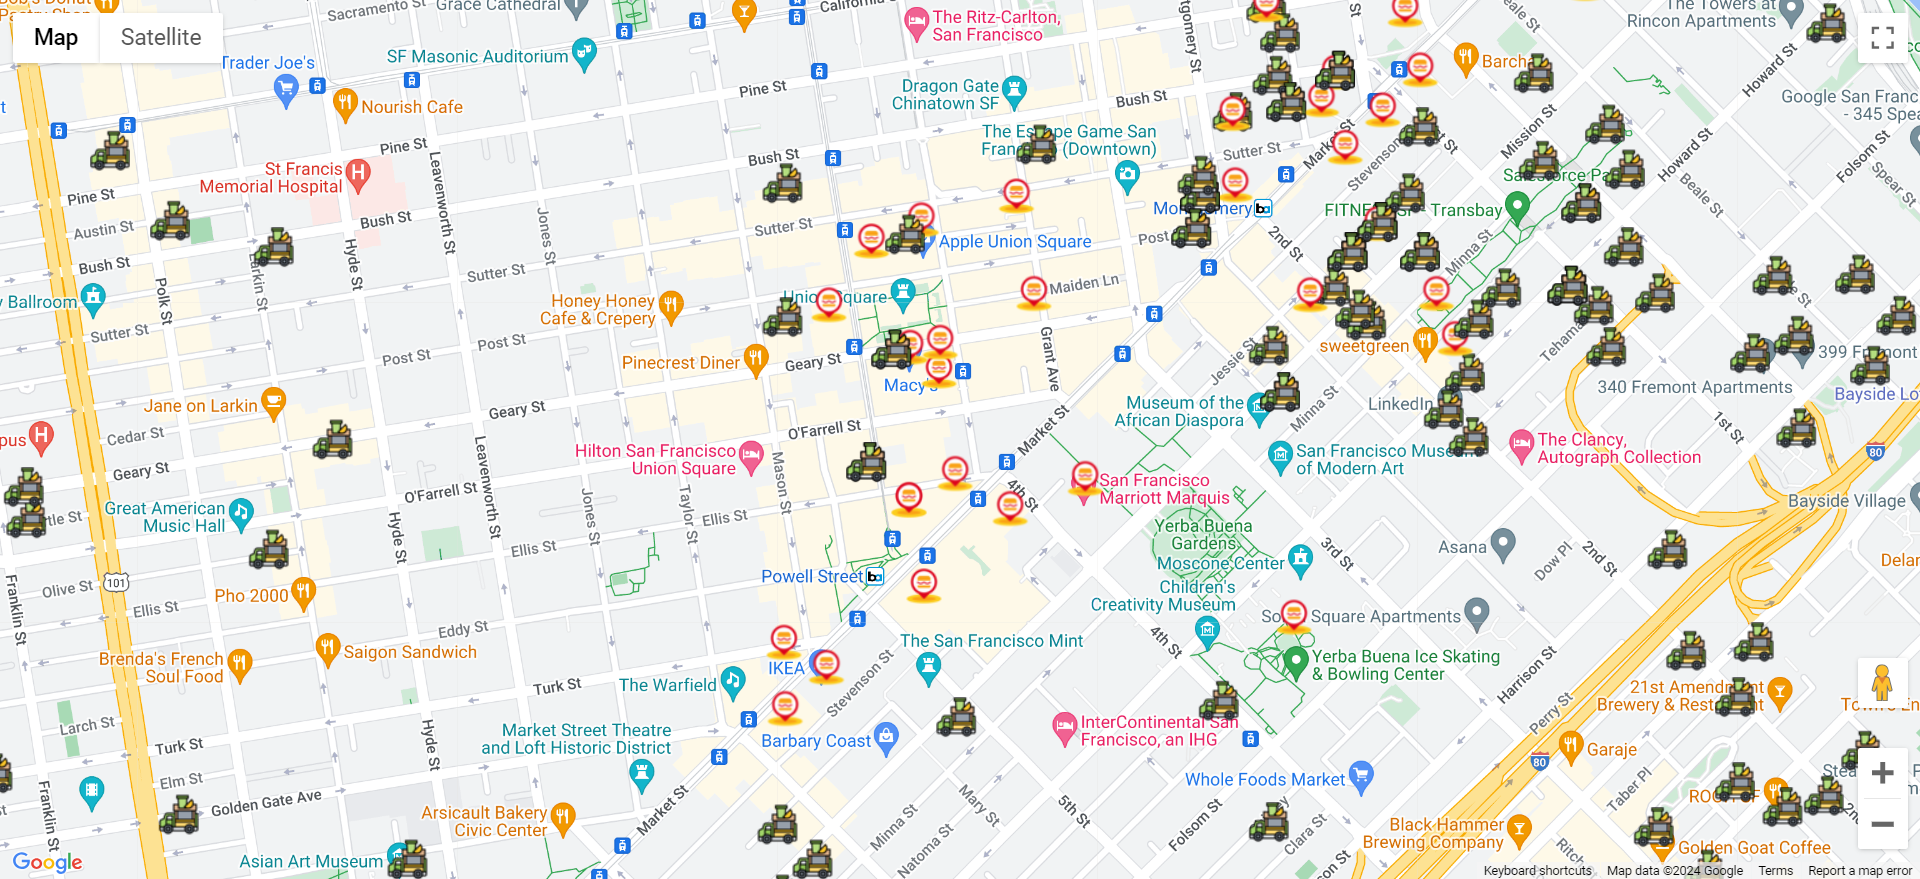 Pastry Shop
Sacramento St
Grace Cathedral
California
The Ritz-Carlton,
San Francisco
The Towers at
Rincon Apartments
Map
Satellite
SF Masonic Auditorium
Trader Joe's
Nourish Cafe
Pine St
Dragon Gate
Chinatown SF
Bush St
Howard St
Mission St
Google San Franc
- 345 Spea
The Escape Game San
Francisco (Downtown)
Sutter St
Market St
Stevenson
Howard St
Folsom St
Spear St
Beale St
Pine St
St Francis
Memorial Hospital
Leavenworth St
Bush St
Pine St
Austin St
Bush St
Bush St
Jones St
Sutter St
Hyde St
Larkin St
Polk St
Salesforce Pa
Montgomery
Transbay
Post
2nd St
Minna St
Apple Union Square
Sutter St
Maiden Ln
Union Square
y Ballroom
Sutter St
Honey Honey
Cafe & Crepery
Post St
Post St
Pinecrest Diner
Geary St
Grant Ave
Jessie St
sweetgreen
Tehama
399 Fremont
340 Fremont Apartments
Bayside Lo
Macy's
Jane on Larkin
Geary St
Cedar St
Geary St
pus
O'Farrell St
Market St
Museum of the
African Diaspora
Minna St
LinkedIn
1st St
Hilton San Francisco
Union Square
Mason St
San Francisco Museum
of Modern Art
The Clancy,
Autograph Collection
80
O'Farrell St
Leavenworth St
Jones St
Taylor St
Ellis St
4th St
San Francisco
Marriott Marquis
Bayside Village
Great American
Music Hall
tle St
Hyde St
Ellis St
Yerba Buena
Gardens
Moscone Center
3rd St
Asana
Dow Pl
2nd St
Delar
Powell Street
Children's
Creativity Museum
101
Olive St
Ellis St
Franklin St
Pho 2000
Eddy St
Saigon Sandwich
Brenda's French
Soul Food
The San Francisco Mint
4th St
Square Apartments
Yerba Buena Ice Skating
& Bowling Center
Harrison St
Perry St
IKEA
Stevenson St
The Warfield
Turk St
21st Amendment
Brewery & Rest
Larch St
Turk St
Hyde St
Market Street Theatre
and Loft Historic District
Barbary Coast
InterContinental San
Francisco, an IHG
80
Garaje
Elm St
Golden Gate Ave
Franklin St
Whole Foods Market
Taber Pl
Market St
Mary St
5th St
Folsom St
Clara St
Minna St
Natoma St
Arsicault Bakery
Civic Center
Black Hammer
Brewing Company
Golden Goat Coffee
Asian Art Museum
Google
Keyboard shortcuts
Map data ©2024 Google
Terms
Report a map error